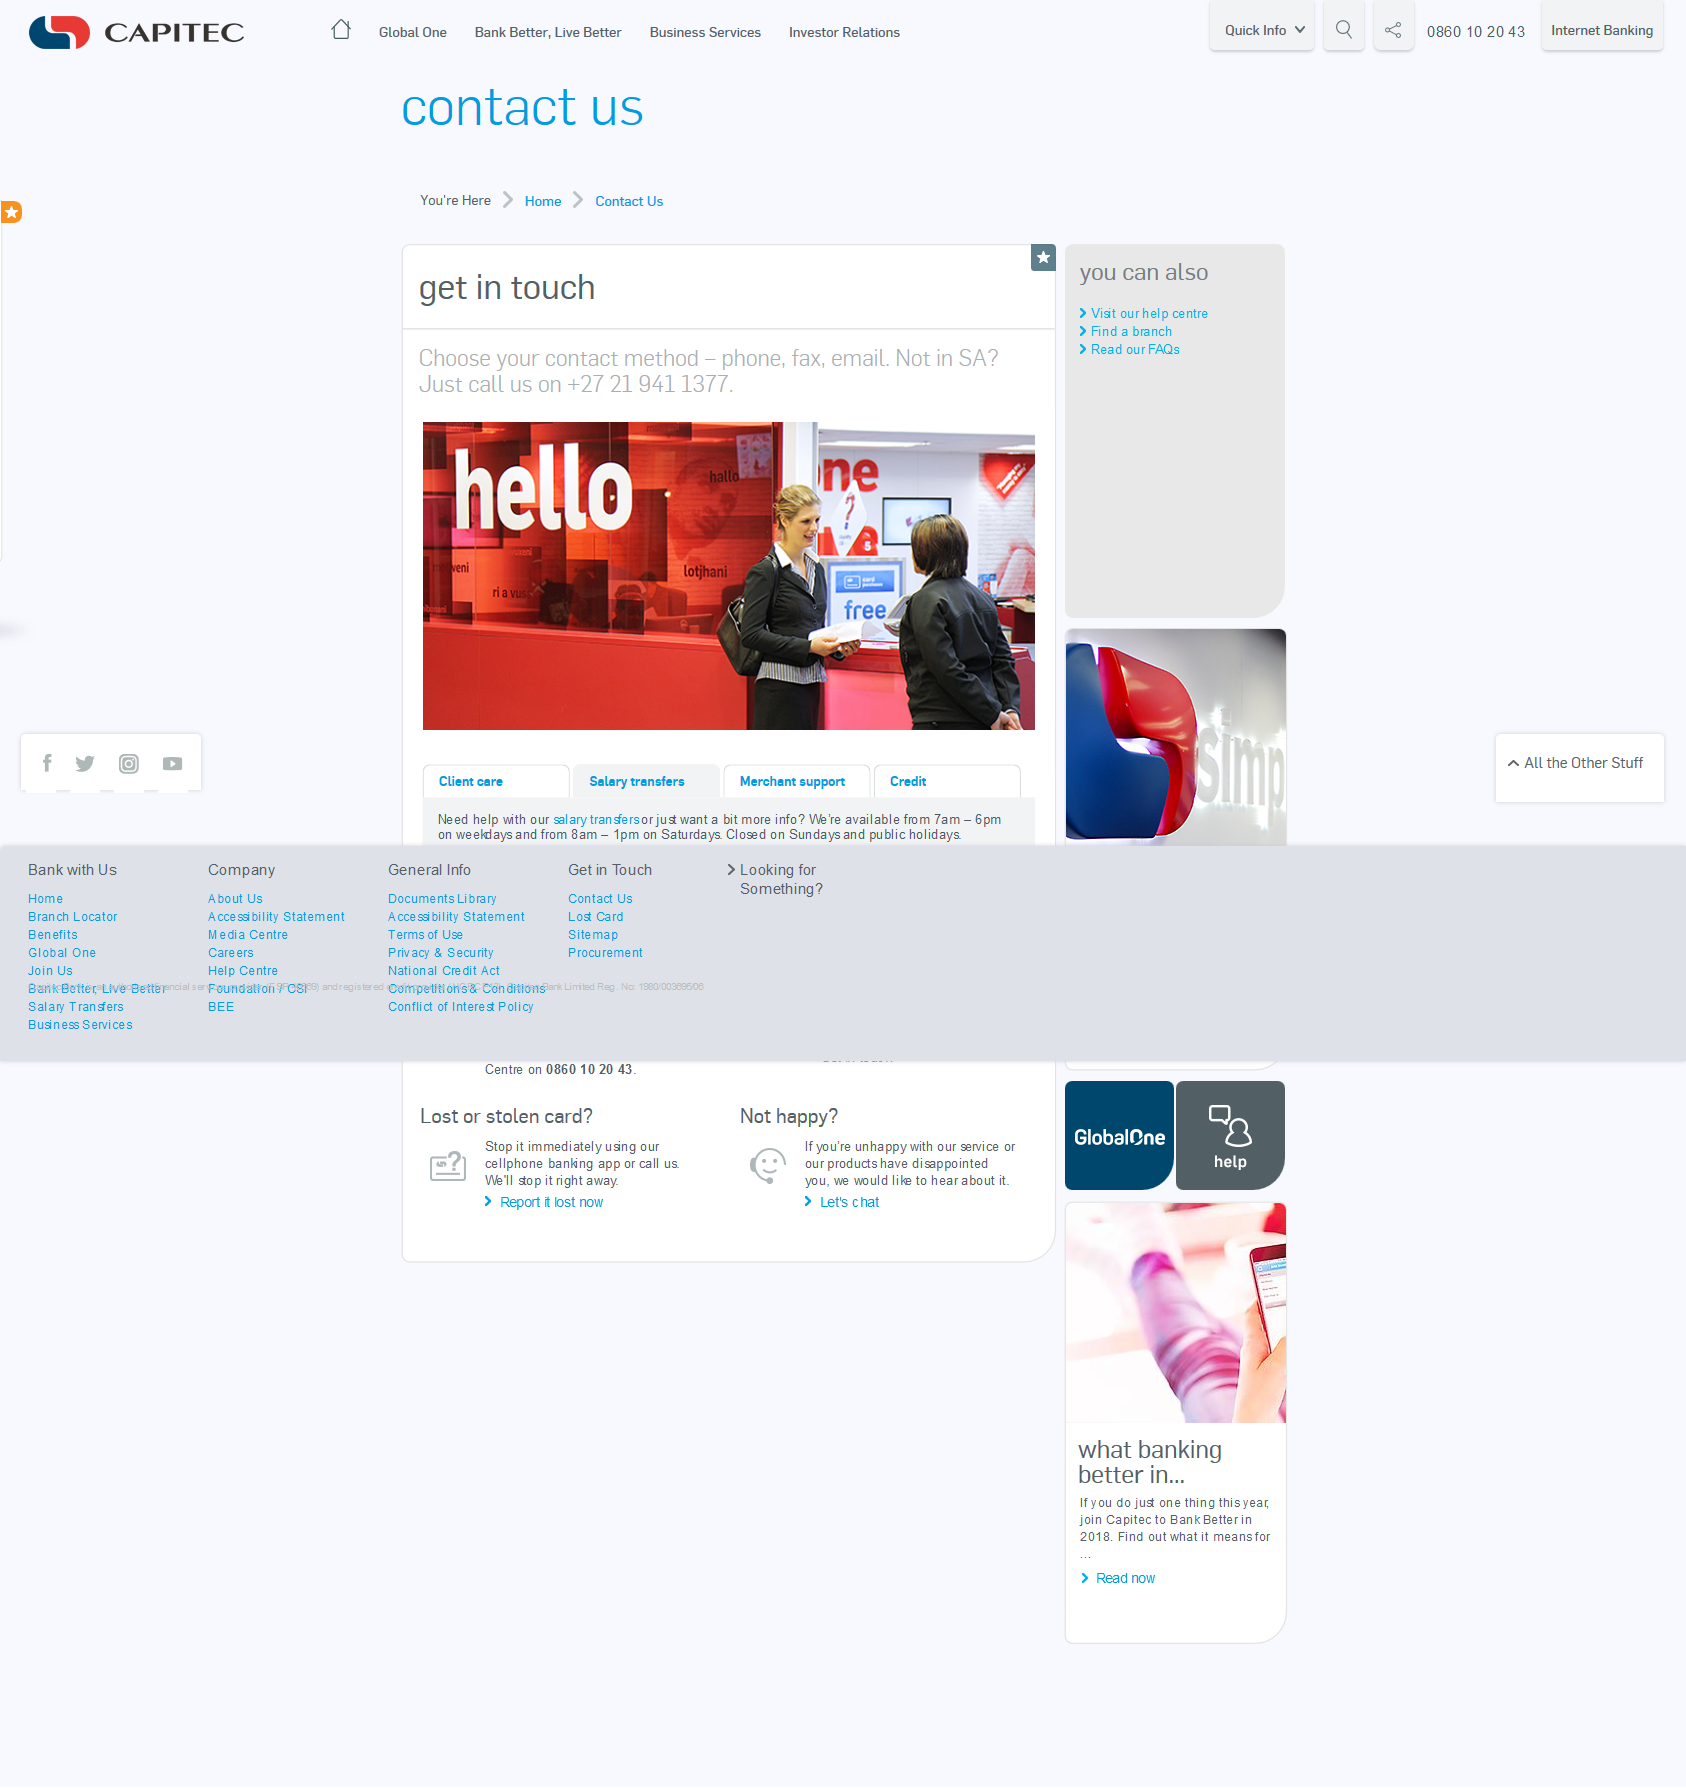 CAPITEC
Global One
Bank Better, Live Better
Business Services
Investor Relations
Quick Info
0860 10 20 43
Internet Banking
contact us
You're Here
Home
Contact Us
get in touch
Choose your contact method – phone, fax, email. Not in SA?
Just call us on +27 21 941 1377.
hello
hallo
one
lotjhani
free
Client care
Salary transfers
Merchant support
Credit
Need help with our salary transfers or just want a bit more info? We're available from 7am – 6pm
on weekdays and from 8am – 1pm on Saturdays. Closed on Sundays and public holidays.
you can also
Visit our help centre
Find a branch
Read our FAQs
simp
All the Other Stuff
Bank with Us
Home
Branch Locator
Benefits
Global One
Join Us
Bank Better, Live Better
Salary Transfers
Business Services
Company
About Us
Accessibility Statement
Media Centre
Careers
Help Centre
Foundation / CSI
BEE
General Info
Documents Library
Accessibility Statement
Terms of Use
Privacy & Security
National Credit Act
Competitions & Conditions
Conflict of Interest Policy
Get in Touch
Contact Us
Lost Card
Sitemap
Procurement
Looking for
Something?
and registered
Bank Limited Reg. No: 1980/003695/06
Centre on 0860 10 20 43.
Lost or stolen card?
Stop it immediately using our
cellphone banking app or call us.
We'll stop it right away.
Report it lost now
Not happy?
If you're unhappy with our service or
our products have disappointed
you, we would like to hear about it.
Let's chat
GlobalOne
help
what banking
better in...
If you do just one thing this year,
join Capitec to Bank Better in
2018. Find out what it means for
...
Read now